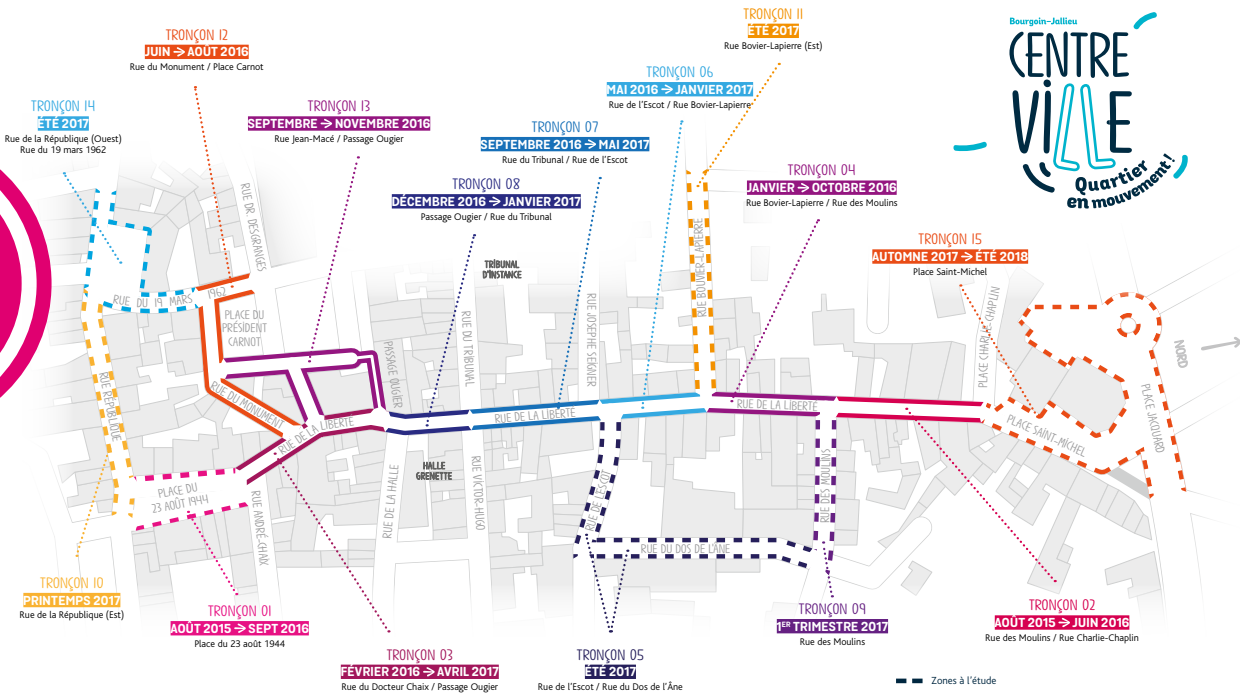 TRONÇON 11
ÉTÉ 2017
Rue Bovier-Lapierre (Est)
Bourgoin-Jallieu
CENTRE
ViLLE
Quartier
en mouvement!
TRONÇON 12
JUIN → AOÛT 2016
Rue du Monument / Place Carnot
TRONÇON 06
MAI 2016 → JANVIER 2017
Rue de l'Escot / Rue Bovier-Lapierre
TRONÇON 14
ÉTÉ 2017
Rue de la République (Ouest)
Rue du 19 mars 1962
TRONÇON 13
SEPTEMBRE → NOVEMBRE 2016
Rue Jean-Macé / Passage Ougier
TRONÇON 07
SEPTEMBRE 2016 → MAI 2017
Rue du Tribunal / Rue de l'Escot
TRONÇON 08
DÉCEMBRE 2016 → JANVIER 2017
Passage Ougier / Rue du Tribunal
TRONÇON 04
JANVIER → OCTOBRE 2016
Rue Bovier-Lapierre / Rue des Moulins
TRONÇON 15
AUTOMNE 2017 → ÉTÉ 2018
Place Saint-Michel
RUE DR. DESGRANGES
TRIBUNAL
D'INSTANCE
RUE BOUVIER-LAPIERRE
RUE DU 19 MARS 1962
PLACE DU
PRÉSIDENT
CARNOT
PASSAGE OUGIER
RUE DU TRIBUNAL
RUE JOSEPHE SEIGNER
PLACE CHARLIE CHAPLIN
NORD
RUE RÉPUBLIQUE
RUE DU MONUMENT
RUE DE LA LIBERTÉ
RUE DE LA LIBERTÉ
RUE DE LA LIBERTÉ
PLACE SAINT-MICHEL
PLACE JACQUARD
HALLE
GRENETTE
PLACE DU
23 AOÛT 1944
RUE ANDRÉ-CHAIX
RUE DE LA HALLE
RUE VICTOR-HUGO
RUE DE L'ESCOT
RUE DES MOULINS
RUE DU DOS DE L'ÂNE
TRONÇON 10
PRINTEMPS 2017
Rue de la République (Est)
TRONÇON 01
AOÛT 2015 → SEPT 2016
Place du 23 août 1944
TRONÇON 03
FÉVRIER 2016 → AVRIL 2017
Rue du Docteur Chaix / Passage Ougier
TRONÇON 05
ÉTÉ 2017
Rue de l'Escot / Rue du Dos de l'Âne
TRONÇON 09
1ER TRIMESTRE 2017
Rue des Moulins
TRONÇON 02
AOÛT 2015 → JUIN 2016
Rue des Moulins / Rue Charlie-Chaplin
Zones à l'étude